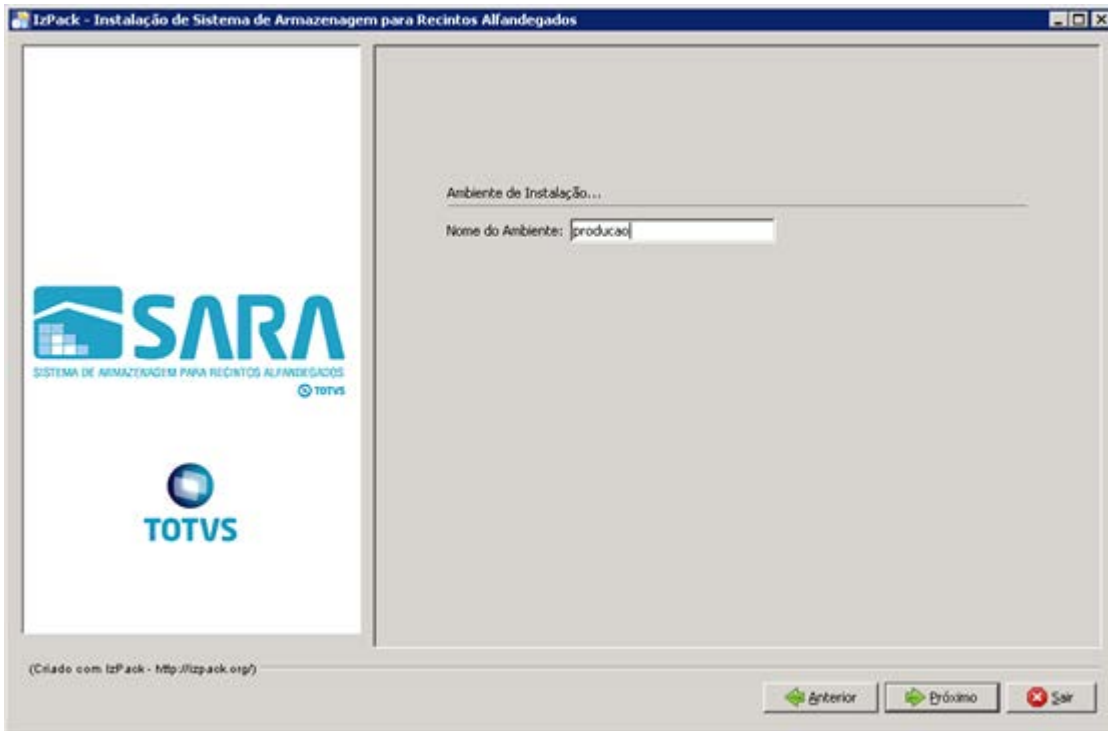 IzPack - Instalação de Sistema de Armazenagem para Recintos Alfandegados
Ambiente de Instalação...
Nome do Ambiente: producao
SARA
SISTEMA DE ARMAZENAGEM PARA RECINTOS ALFANDEGADOS
TOTVS
TOTVS
(Criado com IzPack - http://izpack.org/)
Anterior Próximo Sair